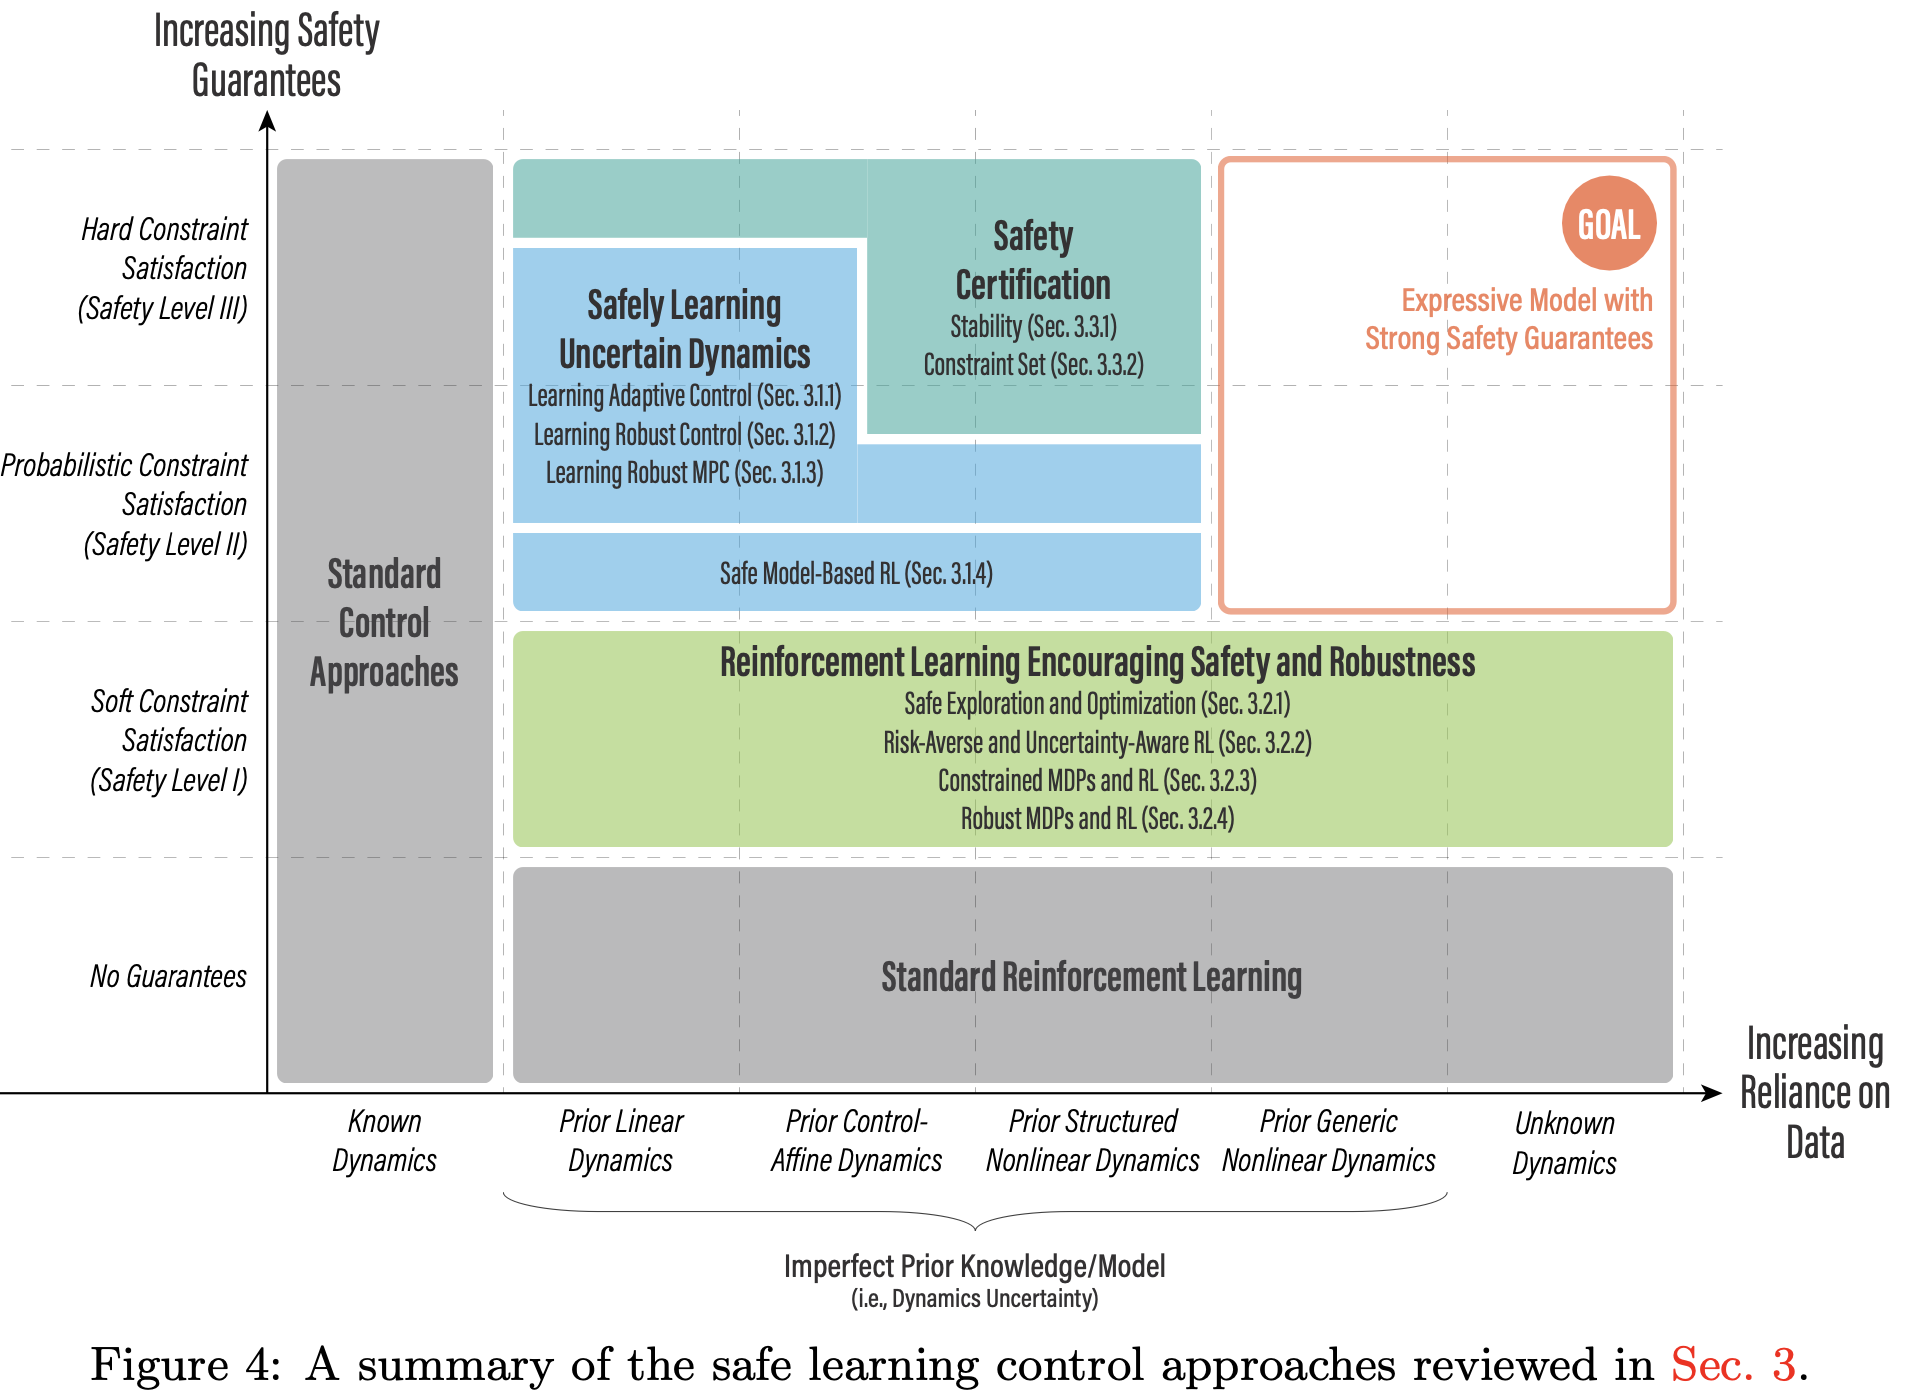 Increasing Safety
Guarantees
Hard Constraint
Satisfaction
(Safety Level III)
Probabilistic Constraint
Satisfaction
(Safety Level II)
Soft Constraint
Satisfaction
(Safety Level I)
No Guarantees
Standard
Control
Approaches
Safely Learning
Uncertain Dynamics
Learning Adaptive Control (Sec. 3.1.1)
Learning Robust Control (Sec. 3.1.2)
Learning Robust MPC (Sec. 3.1.3)
Safety
Certification
Stability (Sec. 3.3.1)
Constraint Set (Sec. 3.3.2)
GOAL
Expressive Model with
Strong Safety Guarantees
Safe Model-Based RL (Sec. 3.1.4)
Reinforcement Learning Encouraging Safety and Robustness
Safe Exploration and Optimization (Sec. 3.2.1)
Risk-Averse and Uncertainty-Aware RL (Sec. 3.2.2)
Constrained MDPs and RL (Sec. 3.2.3)
Robust MDPs and RL (Sec. 3.2.4)
Standard Reinforcement Learning
Increasing
Reliance on
Data
Known
Dynamics
Prior Linear
Dynamics
Prior Control-
Affine Dynamics
Prior Structured
Nonlinear Dynamics
Prior Generic
Nonlinear Dynamics
Unknown
Dynamics
Imperfect Prior Knowledge/Model
(i.e., Dynamics Uncertainty)
Figure 4: A summary of the safe learning control approaches reviewed in Sec. 3.